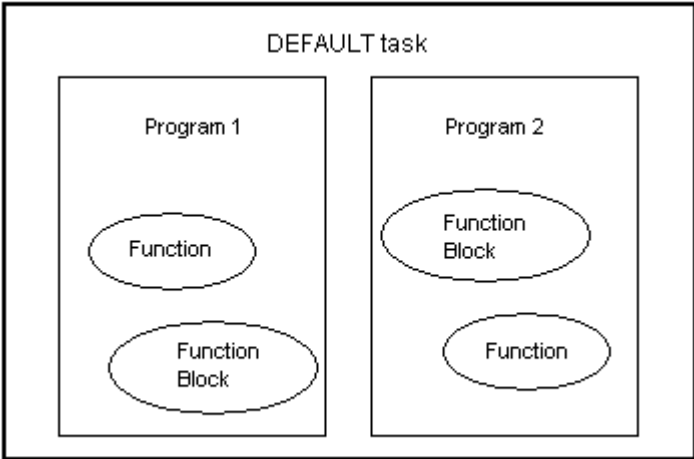 DEFAULT task
Program 1
Function
Function
Block
Program 2
Function
Block
Function